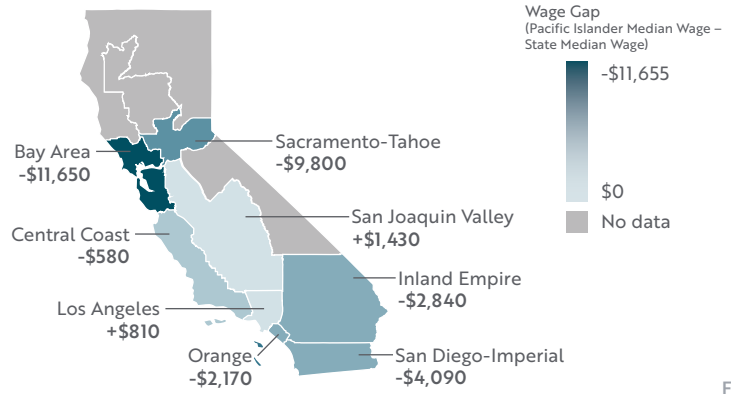 Wage Gap
(Pacific Islander Median Wage –
State Median Wage)
-$11,655
$0
No data
Sacramento-Tahoe
-$9,800
Bay Area
-$11,650
San Joaquin Valley
+$1,430
Central Coast
-$580
Inland Empire
-$2,840
Los Angeles
+$810
Orange
-$2,170
San Diego-Imperial
-$4,090
F